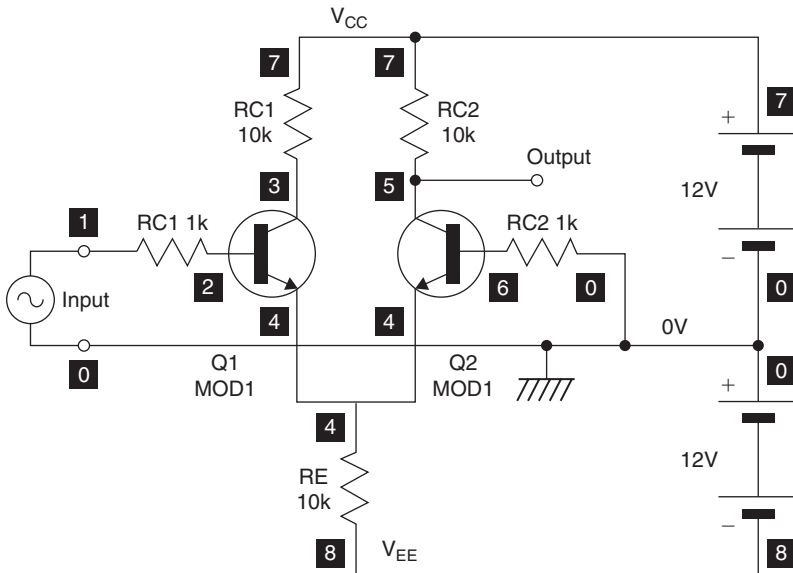 V_CC
7
7
7
RC1
10k
RC2
10k
+
3
5
Output
12V
1
RC1 1k
RC2 1k
2
6
0
−
0
Input
4
4
0V
0
Q1
MOD1
Q2
MOD1
0
+
4
RE
10k
12V
−
8
V_EE
8